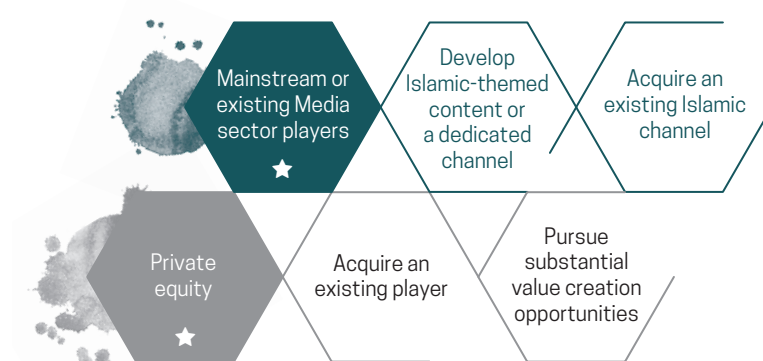 Mainstream or
existing Media
sector players
Develop
Islamic-themed
content or
a dedicated
channel
Acquire an
existing Islamic
channel
Private
equity
Acquire an
existing player
Pursue
substantial
value creation
opportunities